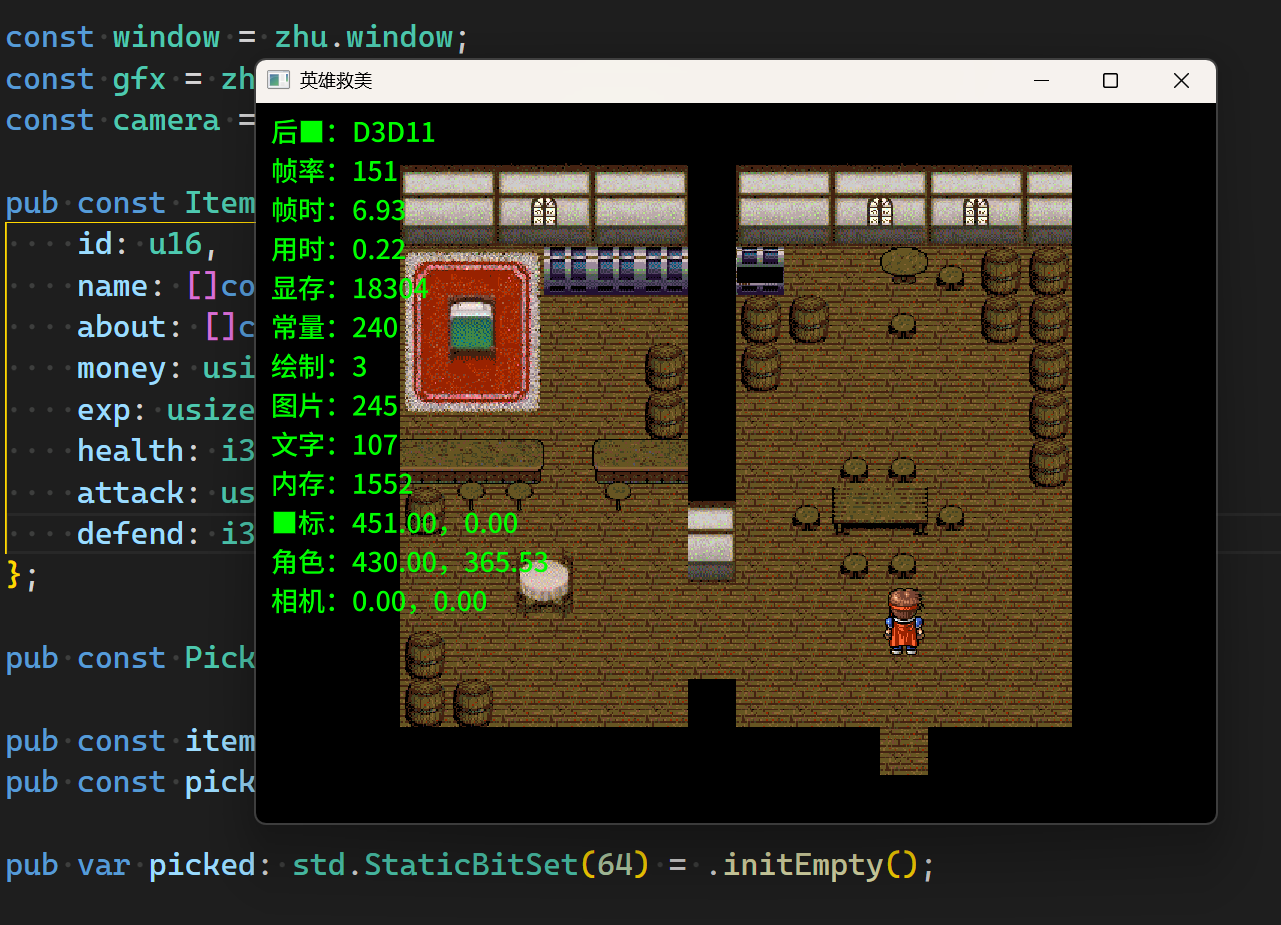 const window = zhu.window;
const gfx = zh
const camera =
pub const Item
id: u16,
name: []co
about: []c
money: usi
exp: usize
health: i3
attack: us
defend: i3
};
pub const Pick
pub const item
pub const pick
pub var picked: std.StaticBitSet(64) = .initEmpty();
英雄救美
后■：D3D11
帧率：151
帧时：6.93
用时：0.22
显存：18304
常量：240
绘制：3
图片：245
文字：107
内存：1552
■标：451.00，0.00
角色：430.00，365.53
相机：0.00，0.00